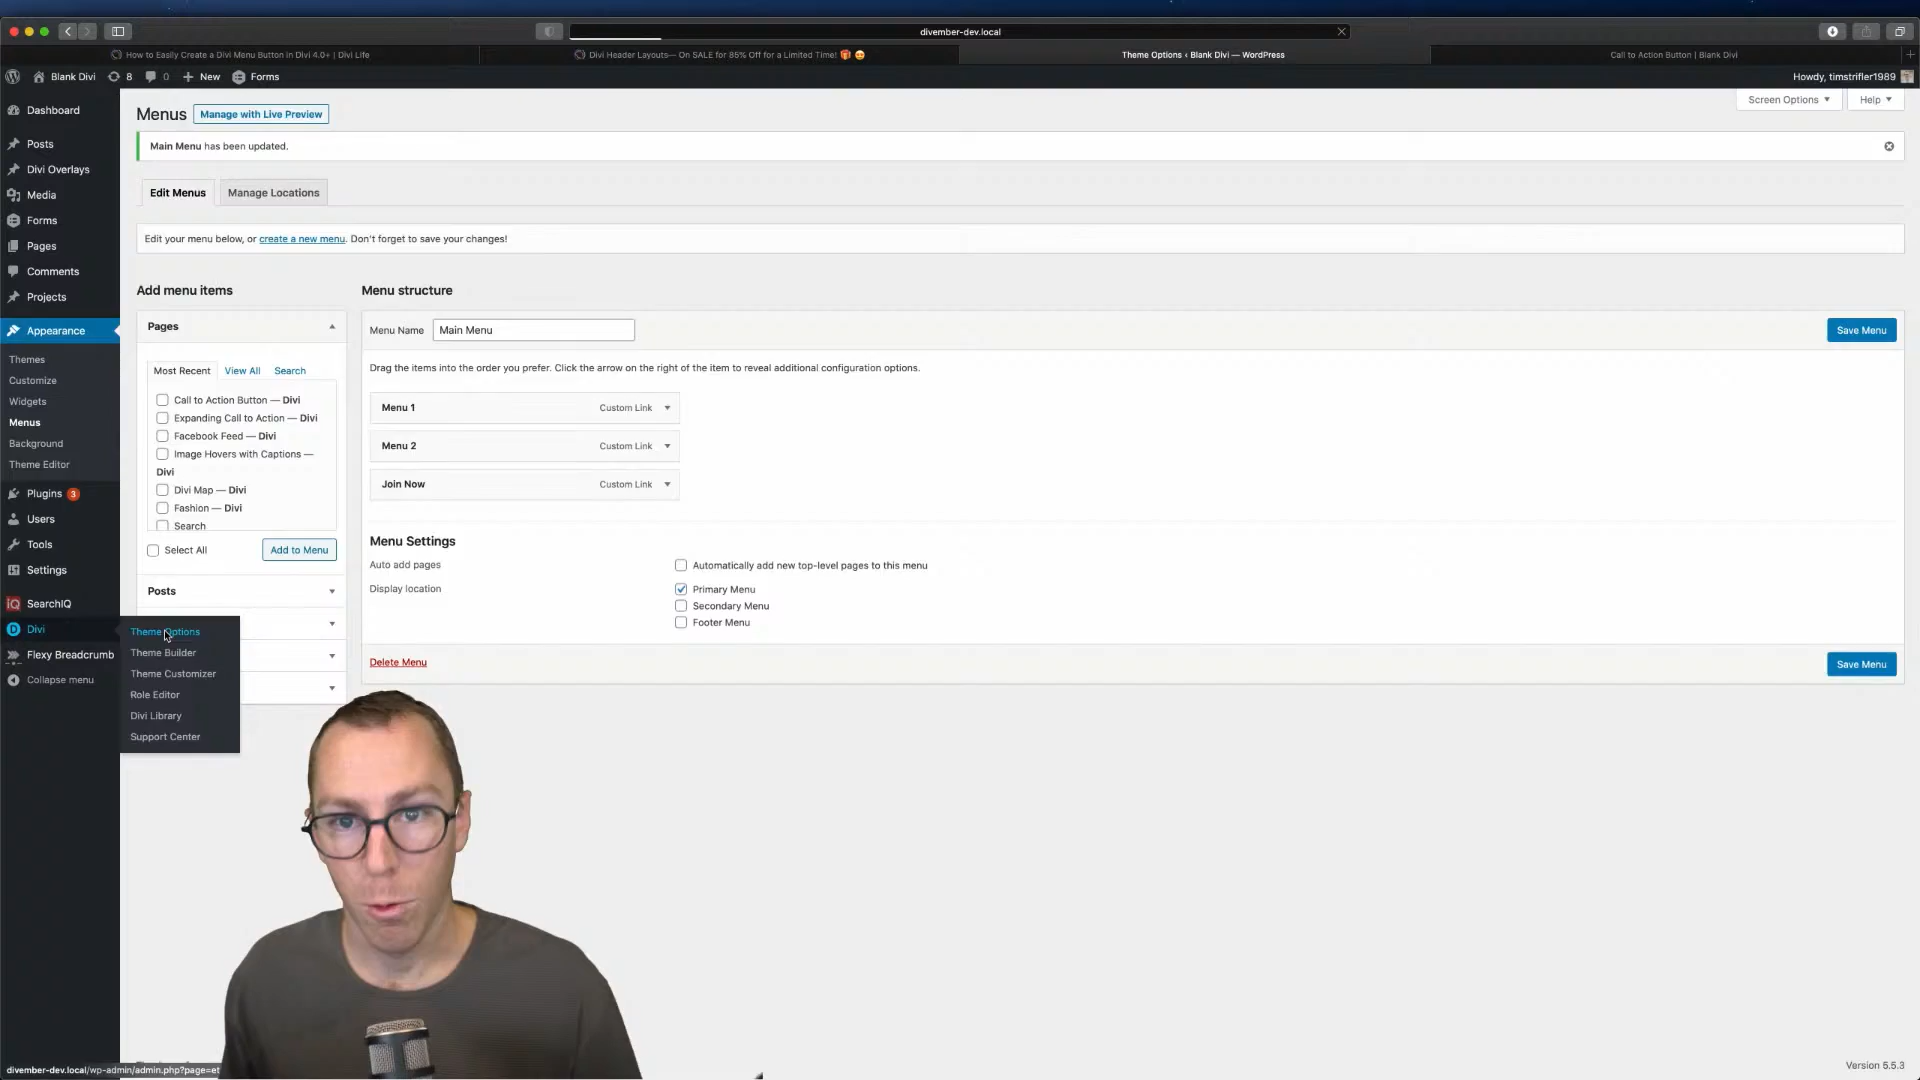 divember-dev.local
How to Easily Create a Divi Menu Button in Divi 4.0+ | Divi Life
Divi Header Layouts— On SALE for 85% Off for a Limited Time! 🎁 😍
Theme Options ‹ Blank Divi — WordPress
Call to Action Button | Blank Divi
Blank Divi
8
0
New
Forms
Howdy, timstrifler1989
Dashboard
Posts
Divi Overlays
Media
Forms
Pages
Comments
Projects
Appearance
Themes
Customize
Widgets
Menus
Background
Theme Editor
Plugins 3
Users
Tools
Settings
SearchIQ
Divi
Flexy Breadcrumb
Collapse menu
Theme Options
Theme Builder
Theme Customizer
Role Editor
Divi Library
Support Center
Menus
Manage with Live Preview
Screen Options
Help
Main Menu has been updated.
Edit Menus
Manage Locations
Edit your menu below, or create a new menu. Don't forget to save your changes!
Add menu items
Pages
Most Recent
View All
Search
Call to Action Button — Divi
Expanding Call to Action — Divi
Facebook Feed — Divi
Image Hovers with Captions —
Divi
Divi Map — Divi
Fashion — Divi
Search
Select All
Add to Menu
Posts
Menu structure
Menu Name
Main Menu
Save Menu
Drag the items into the order you prefer. Click the arrow on the right of the item to reveal additional configuration options.
Menu 1
Custom Link
Menu 2
Custom Link
Join Now
Custom Link
Menu Settings
Auto add pages
Automatically add new top-level pages to this menu
Display location
Primary Menu
Secondary Menu
Footer Menu
Delete Menu
Save Menu
divember-dev.local/wp-admin/admin.php?page=et
Version 5.5.3